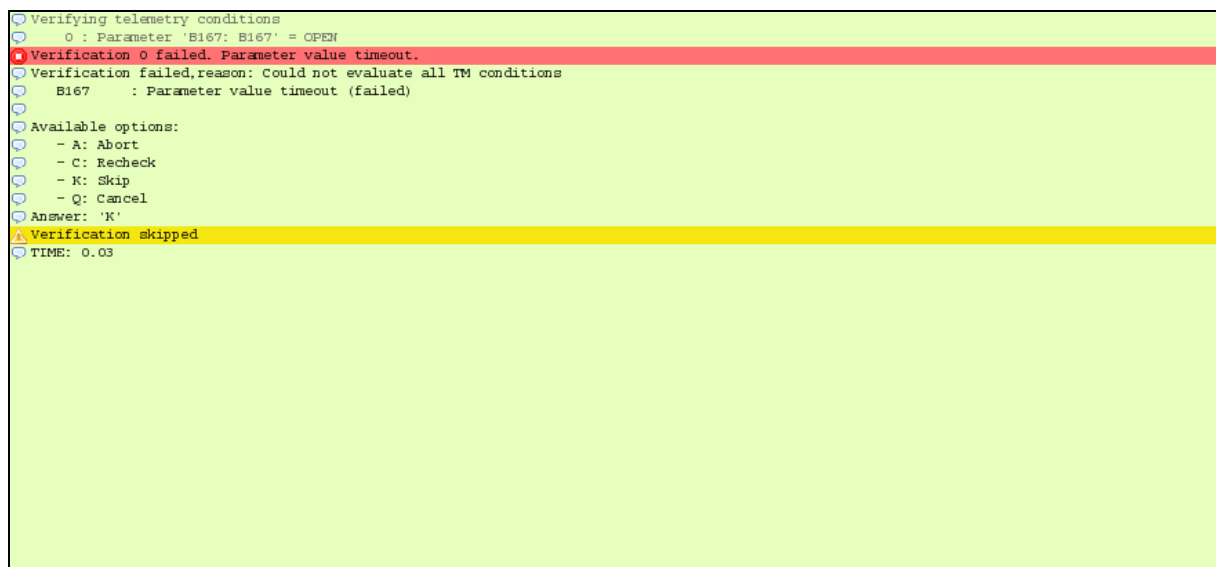 Verifying telemetry conditions
0 : Parameter 'B167: B167' = OPEN
Verification 0 failed. Parameter value timeout.
Verification failed,reason: Could not evaluate all TM conditions
B167 : Parameter value timeout (failed)
Available options:
- A: Abort
- C: Recheck
- K: Skip
- Q: Cancel
Answer: 'K'
Verification skipped
TIME: 0.03